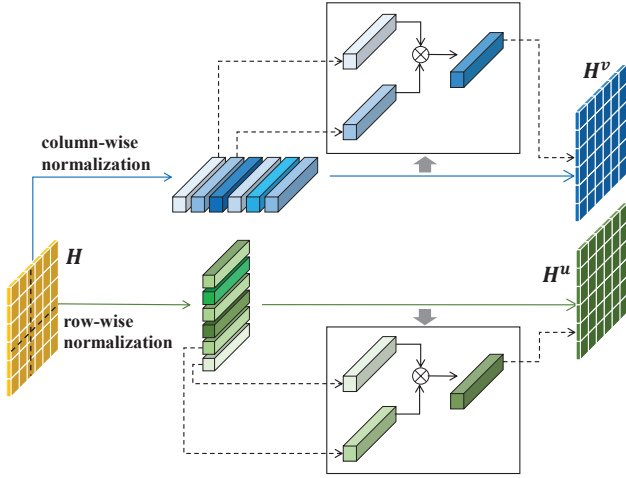 H^v
column-wise
normalization
H
H^u
row-wise
normalization